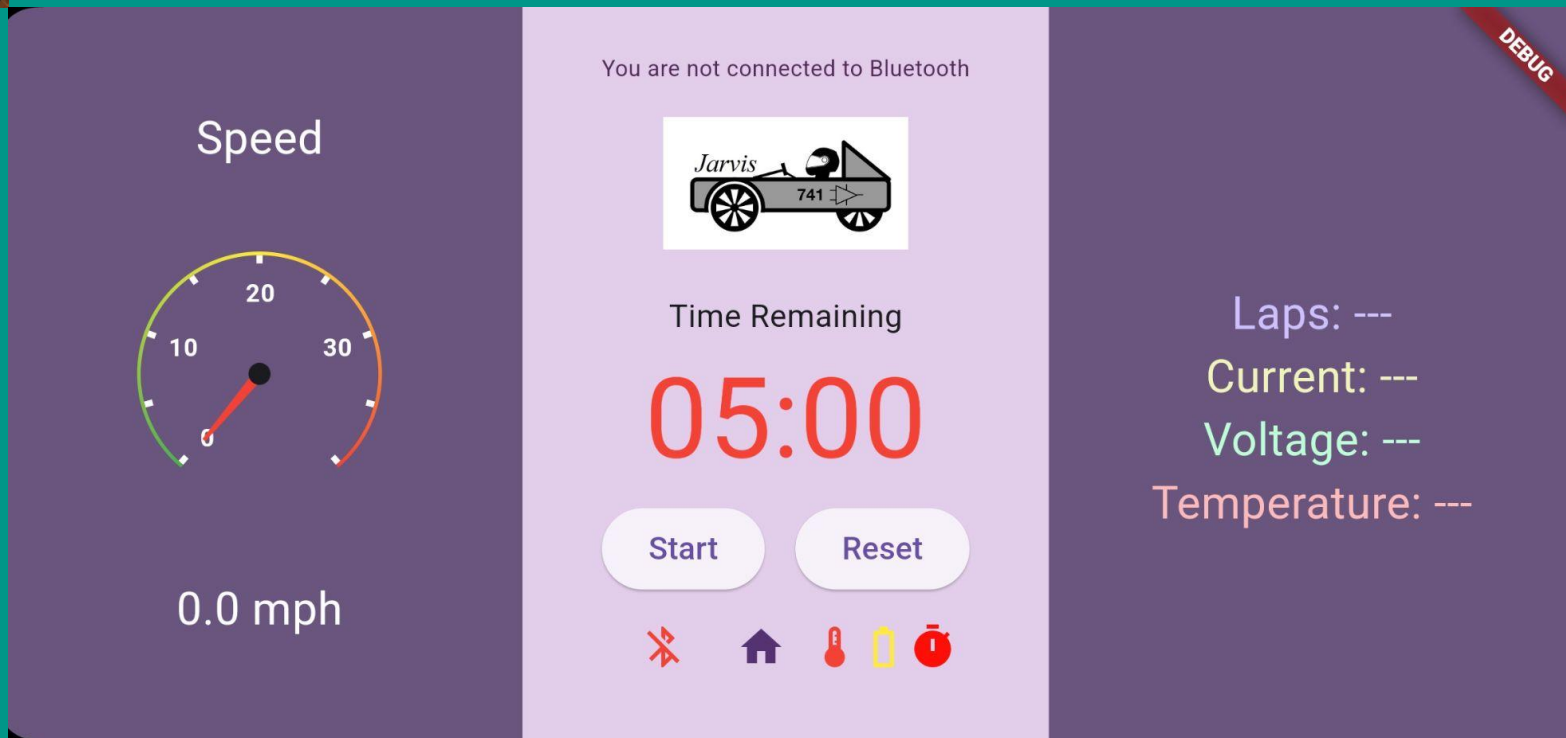 Speed
20
10
30
0
0.0 mph
You are not connected to Bluetooth
Jarvis
741
Time Remaining
05:00
Start
Reset
DEBUG
Laps: ---
Current: ---
Voltage: ---
Temperature: ---